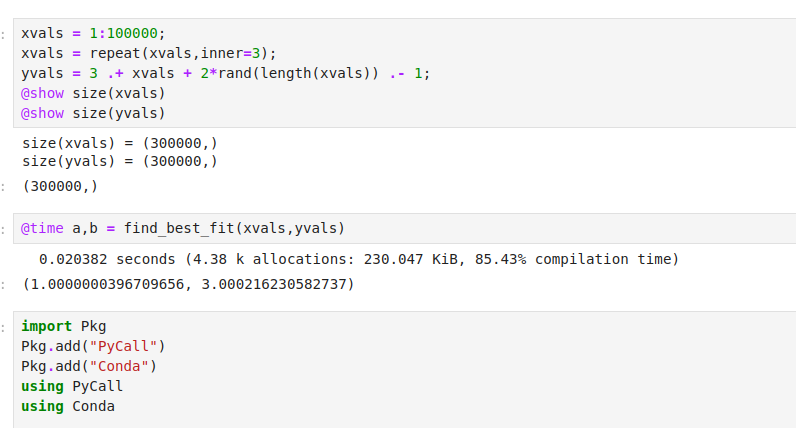 xvals = 1:100000;
xvals = repeat(xvals,inner=3);
yvals = 3 .+ xvals + 2*rand(length(xvals)) .- 1;
@show size(xvals)
@show size(yvals)
size(xvals) = (300000,)
size(yvals) = (300000,)
(300000,)
@time a,b = find_best_fit(xvals,yvals)
0.020382 seconds (4.38 k allocations: 230.047 KiB, 85.43% compilation time)
(1.0000000396709656, 3.000216230582737)
import Pkg
Pkg.add("PyCall")
Pkg.add("Conda")
using PyCall
using Conda